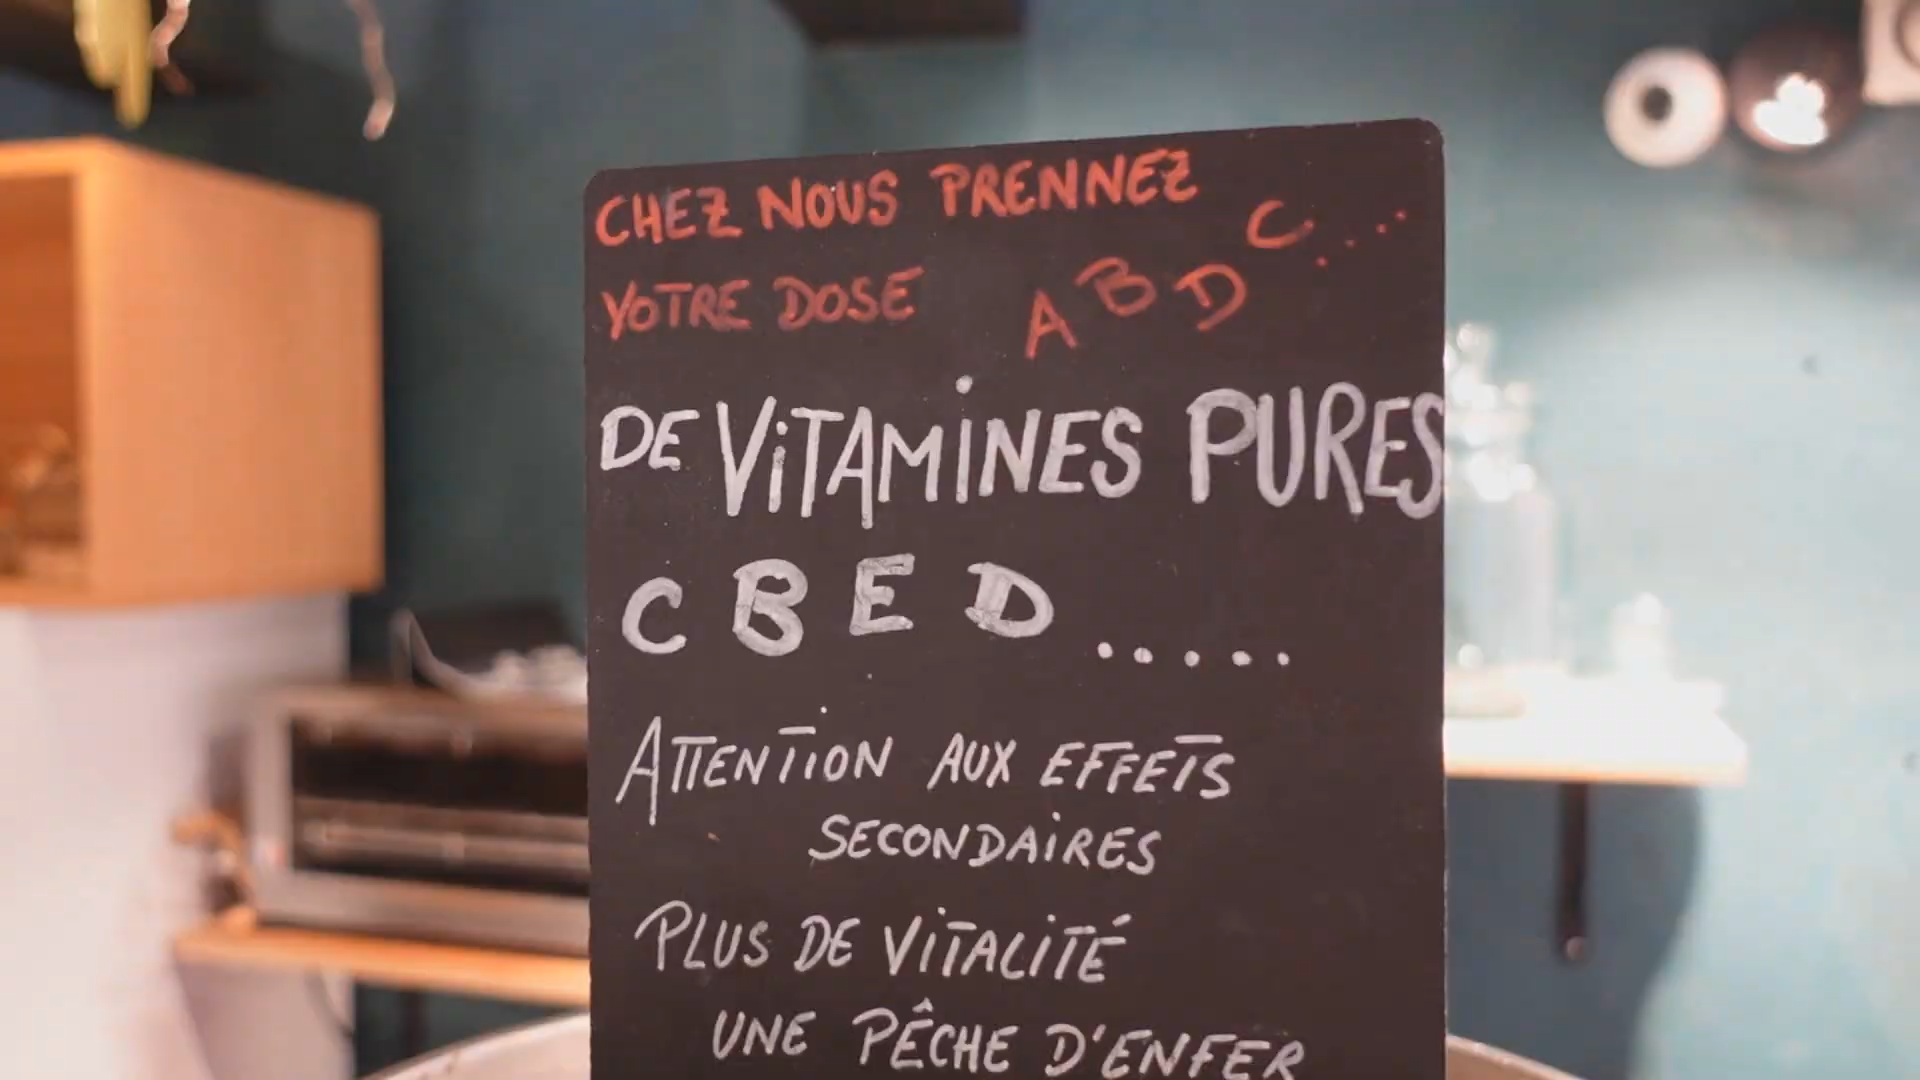 CHEZ NOUS PRENNEZ
VOTRE DOSE A B D C....
DE ViTAMiNES PURES
C B E D .....
ATTENTiON AUX EFFETS
SECONDAiRES
PLUS DE ViTALiTÉ
UNE PÊCHE D'ENFER